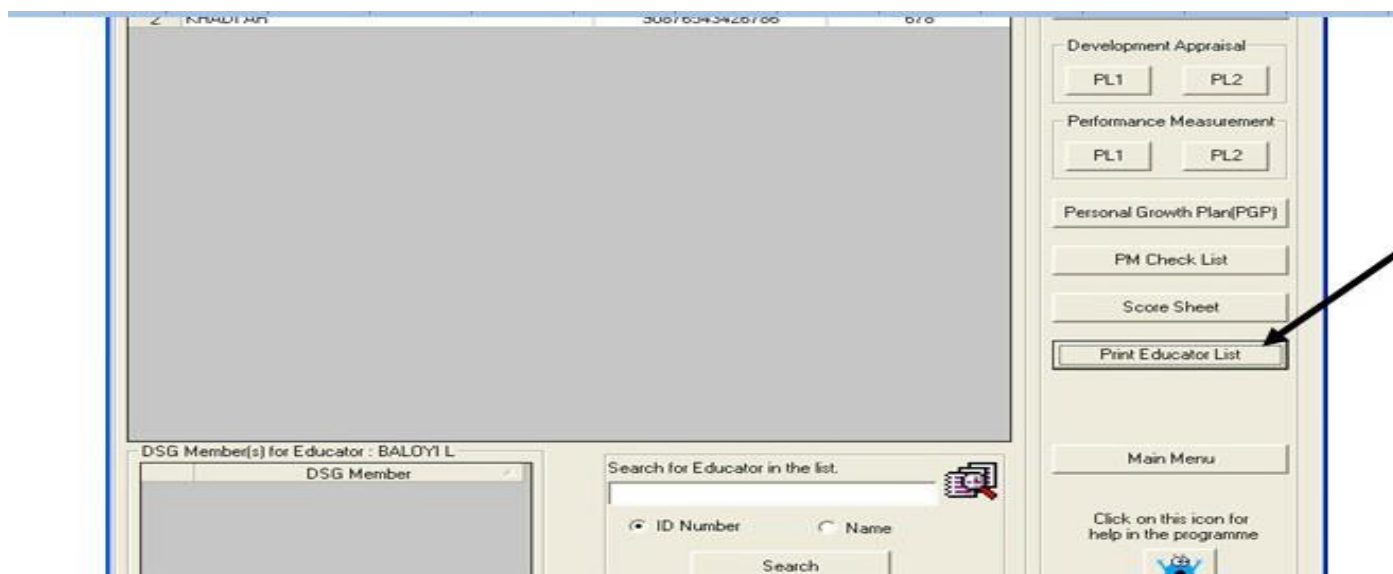 2
678
Development Appraisal
PL1 PL2
Performance Measurement
PL1 PL2
Personal Growth Plan(PGP)
PM Check List
Score Sheet
Print Educator List
Main Menu
Click on this icon for
help in the programme
DSG Member(s) for Educator : BALOYI L
DSG Member
Search for Educator in the list.
ID Number Name
Search